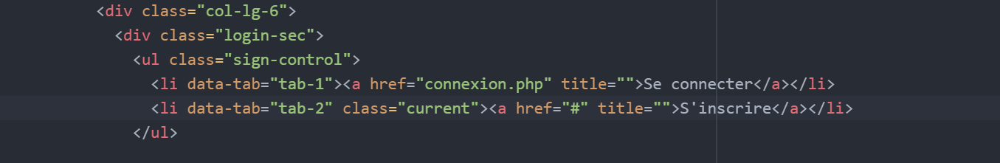 <div class="col-lg-6">
<div class="login-sec">
<ul class="sign-control">
<li data-tab="tab-1"><a href="connexion.php" title="">Se connecter</a></li>
<li data-tab="tab-2" class="current"><a href="#" title="">S'inscrire</a></li>
</ul>